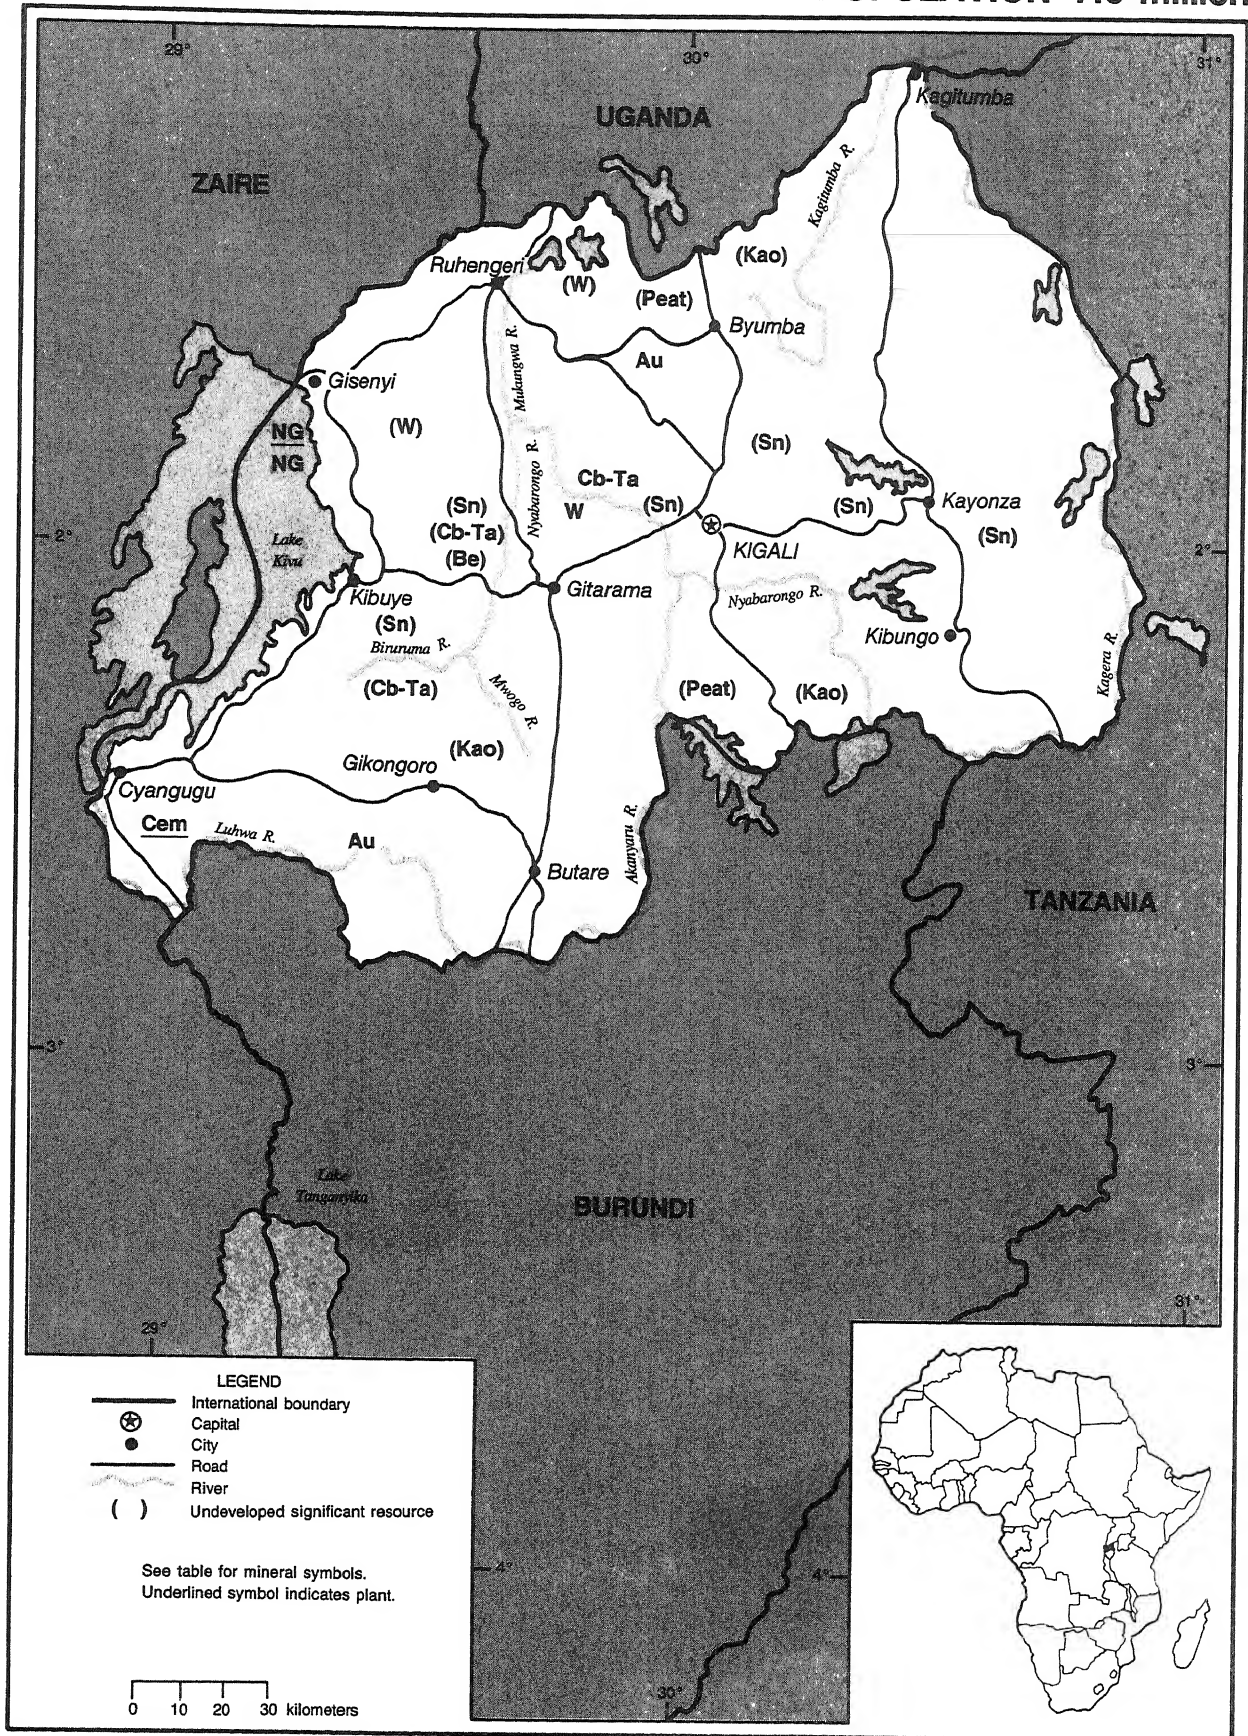 29°
30°
31°
Kagitumba
UGANDA
ZAIRE
Kagitumba R.
Ruhengeri
(Kao)
(W)
(Peat)
Byumba
Mukungwa R.
Au
Gisenyi
NG
NG
(W)
(Sn)
Nyabarongo R.
Cb-Ta
(Sn)
(Sn)
W
(Sn)
Kayonza
(Cb-Ta)
(Sn)
2°
Lake
Kivu
KIGALI
2°
(Be)
Kibuye
Gitarama
Nyabarongo R.
(Sn)
Kibungo
Biruruma R.
Kagera R.
(Cb-Ta)
Mwogo R.
(Peat)
(Kao)
(Kao)
Gikongoro
Cyangugu
Cem
Luhwa R.
Au
Akanyaru R.
Butare
TANZANIA
3°
3°
Lake
Tanganyika
BURUNDI
31°
29°
LEGEND
International boundary
Capital
City
Road
River
( ) Undeveloped significant resource
See table for mineral symbols.
Underlined symbol indicates plant.
4°
4°
30°
0 10 20 30 kilometers